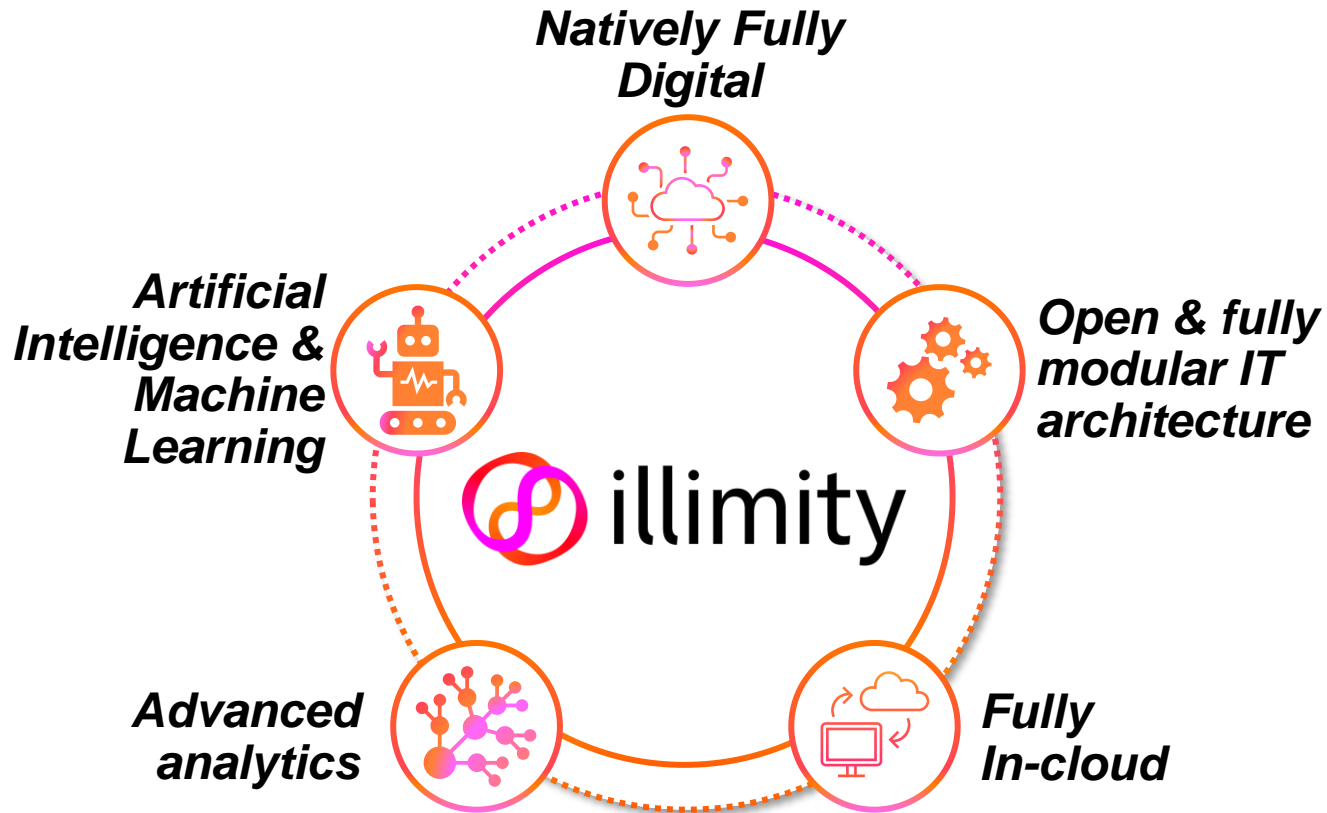 Natively Fully
Digital
Artificial
Intelligence &
Machine
Learning
Open & fully
modular IT
architecture
illimity
Advanced
analytics
Fully
In-cloud